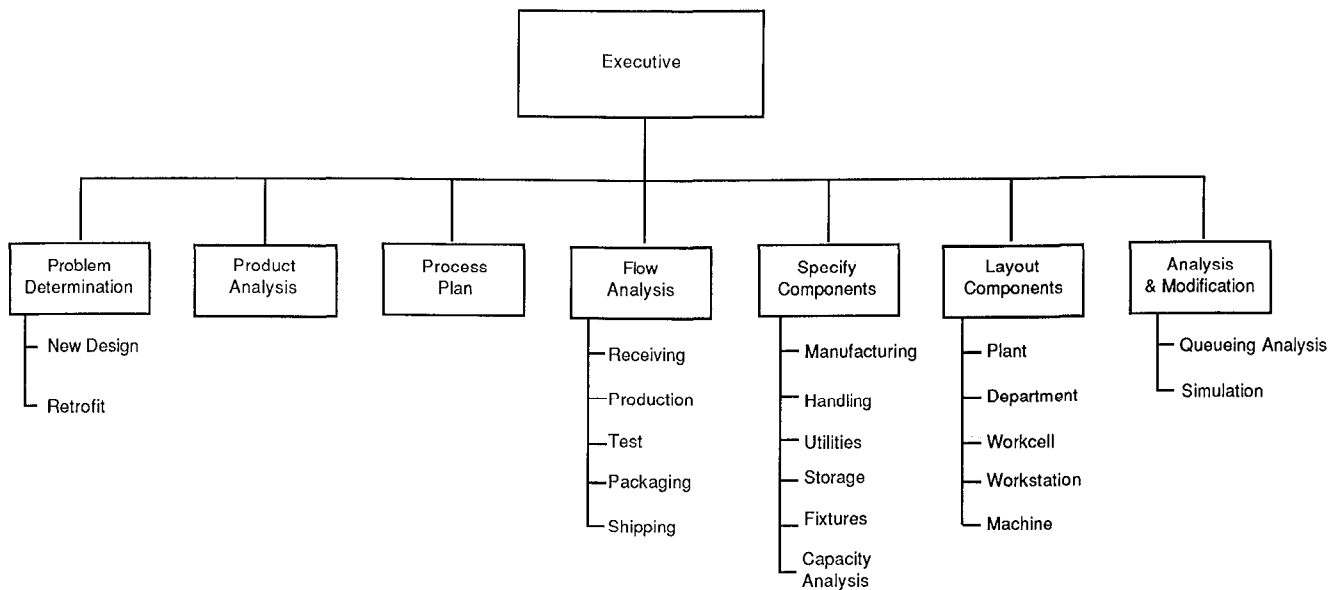 Executive
Problem
Determination
New Design
Retrofit
Product
Analysis
Process
Plan
Flow
Analysis
Receiving
Production
Test
Packaging
Shipping
Specify
Components
Manufacturing
Handling
Utilities
Storage
Fixtures
Capacity
Analysis
Layout
Components
Plant
Department
Workcell
Workstation
Machine
Analysis
& Modification
Queueing Analysis
Simulation